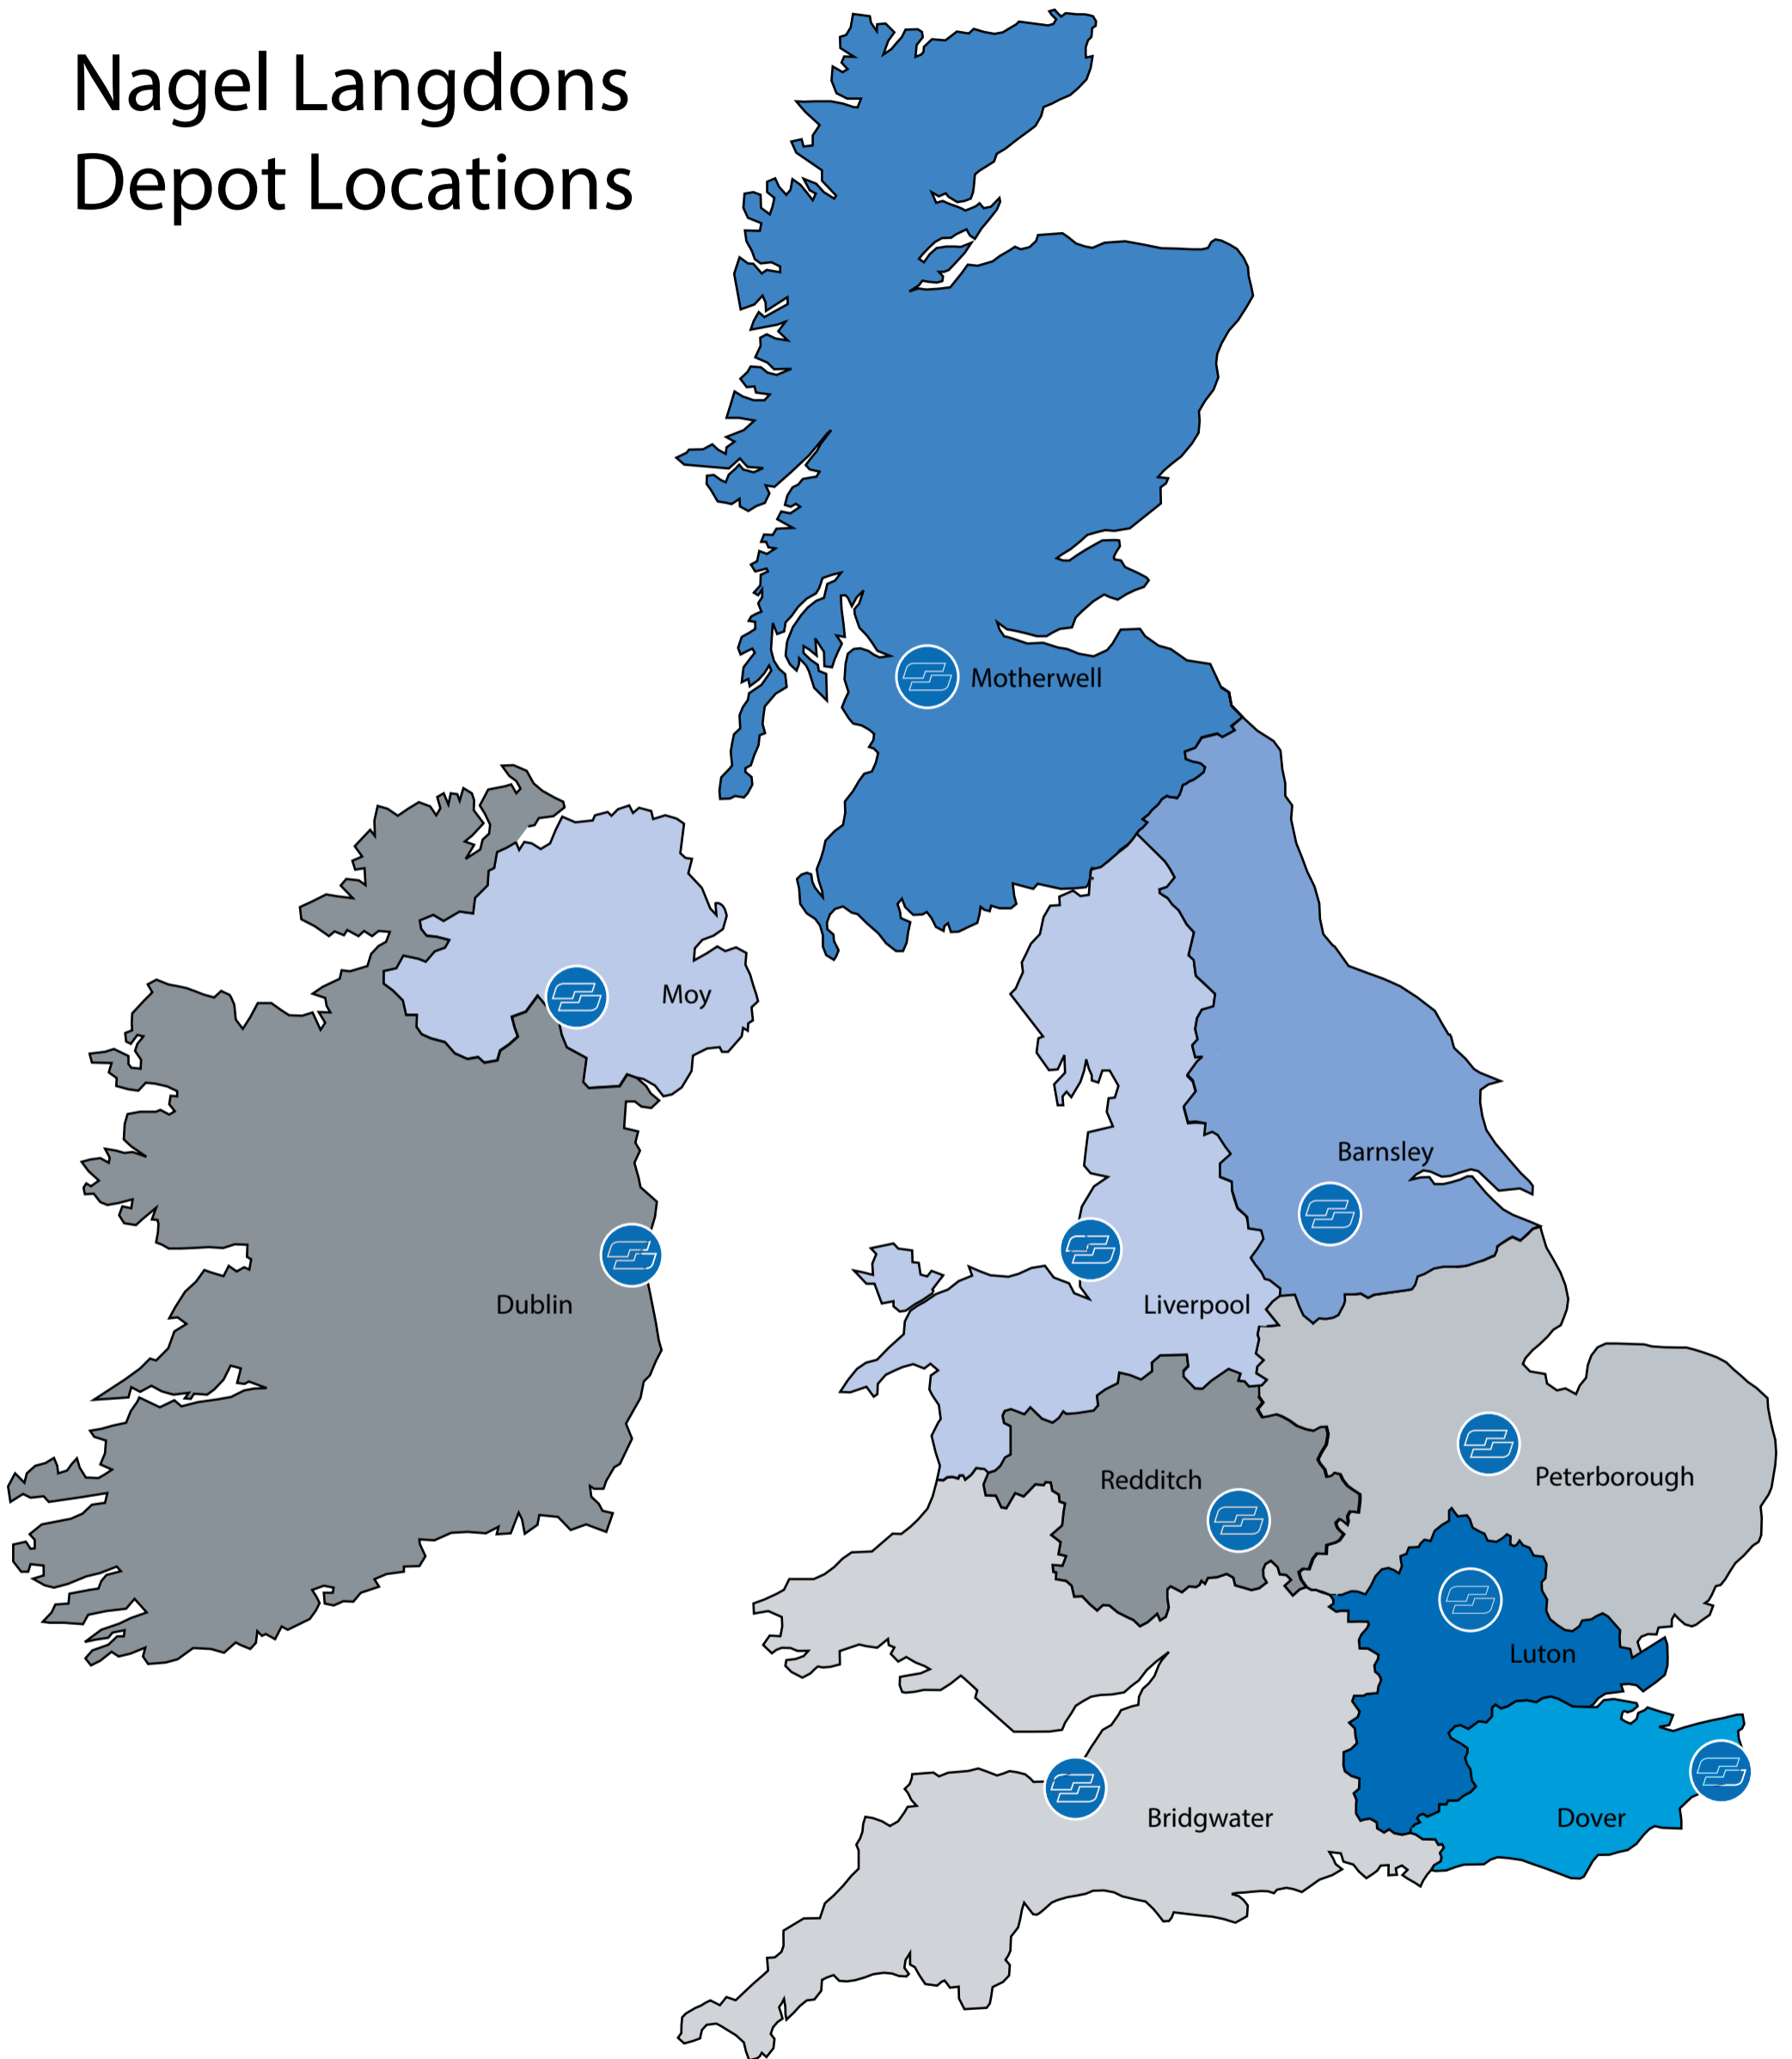 Nagel Langdons
Depot Locations
Motherwell
Moy
Barnsley
Dublin
Liverpool
Redditch
Peterborough
Luton
Bridgwater
Dover